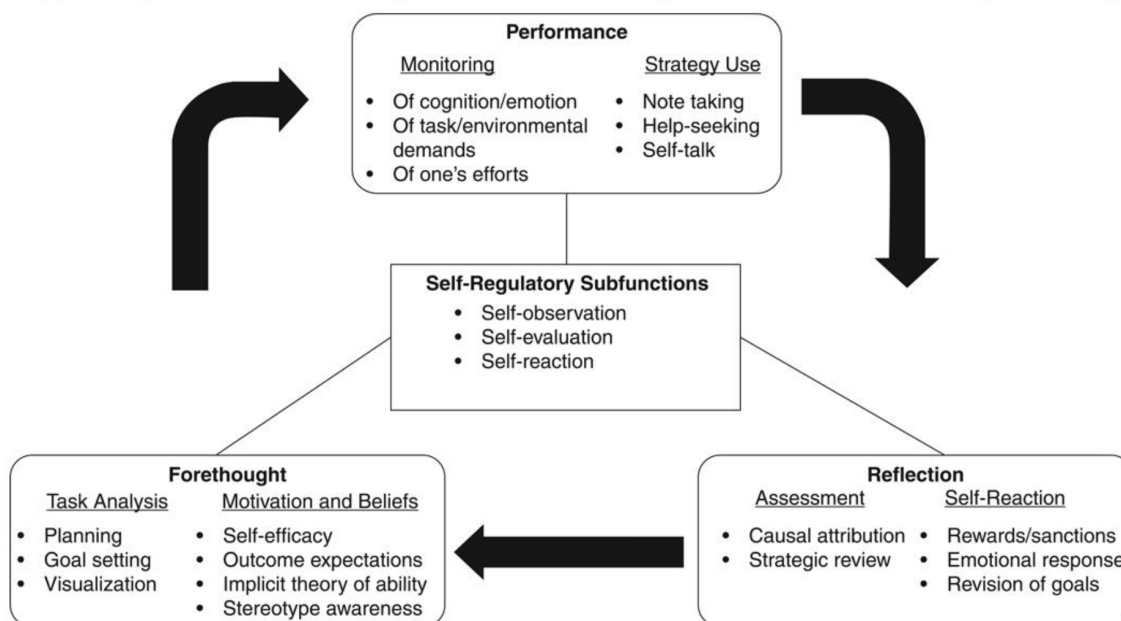 Performance
Monitoring
• Of cognition/emotion
• Of task/environmental
demands
• Of one's efforts
Strategy Use
• Note taking
• Help-seeking
• Self-talk
Self-Regulatory Subfunctions
• Self-observation
• Self-evaluation
• Self-reaction
Forethought
Task Analysis
• Planning
• Goal setting
• Visualization
Motivation and Beliefs
• Self-efficacy
• Outcome expectations
• Implicit theory of ability
• Stereotype awareness
Reflection
Assessment
• Causal attribution
• Strategic review
Self-Reaction
• Rewards/sanctions
• Emotional response
• Revision of goals